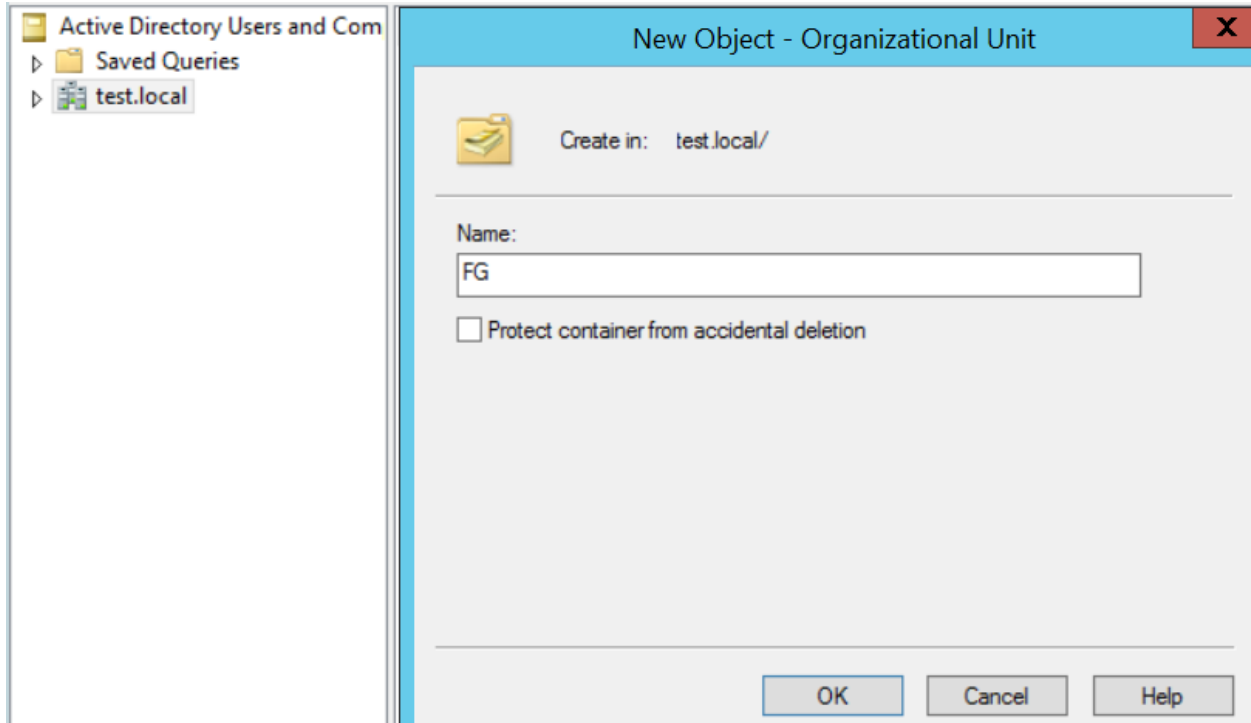 Active Directory Users and Com
Saved Queries
test.local
New Object - Organizational Unit
X
Create in: test.local/
Name:
FG
Protect container from accidental deletion
OK
Cancel
Help